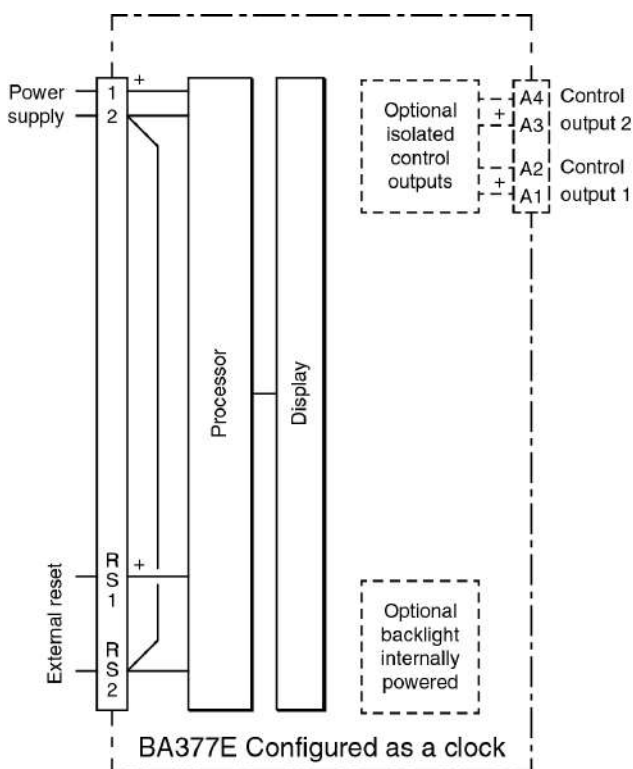 Power
supply
1
+
2
Optional
isolated
control
outputs
+
+
A4
A3
A2
A1
Control
output 2
Control
output 1
Processor
Display
External reset
R
S
1
+
R
S
2
Optional
backlight
internally
powered
BA377E Configured as a clock